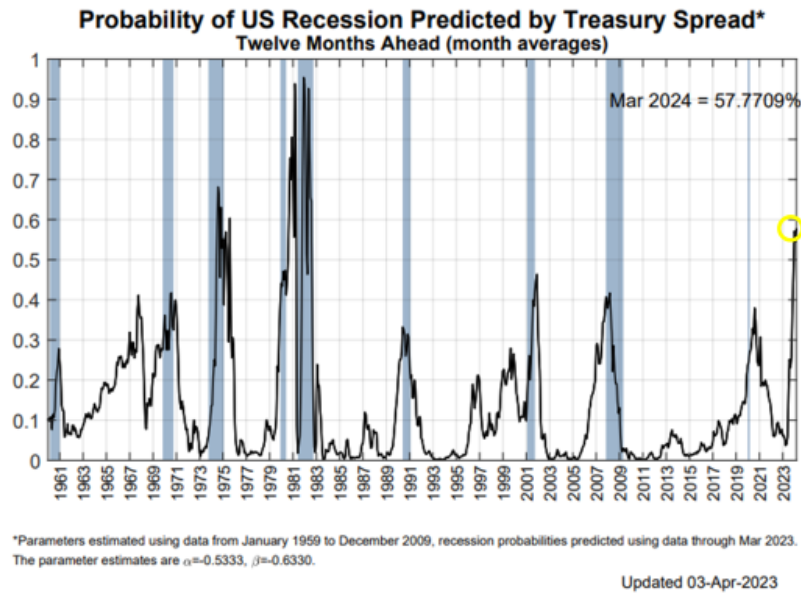 Probability of US Recession Predicted by Treasury Spread*
Twelve Months Ahead (month averages)
Mar 2024 = 57.7709%
1
0.9
0.8
0.7
0.6
0.5
0.4
0.3
0.2
0.1
0
1961 1963 1965 1967 1969 1971 1973 1975 1977 1979 1981 1983 1985 1987 1989 1991 1993 1995 1997 1999 2001 2003 2005 2007 2009 2011 2013 2015 2017 2019 2021 2023
*Parameters estimated using data from January 1959 to December 2009, recession probabilities predicted using data through Mar 2023.
The parameter estimates are α=-0.5333, β=-0.6330.
Updated 03-Apr-2023